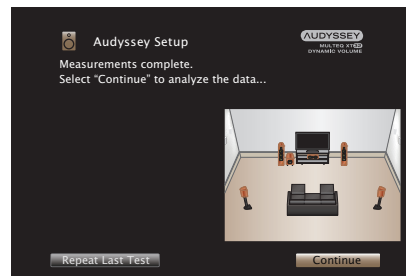 Audyssey Setup
AUDYSSEY
MULTEQ XT32
DYNAMIC VOLUME
Measurements complete.
Select “Continue” to analyze the data...
Repeat Last Test
Continue